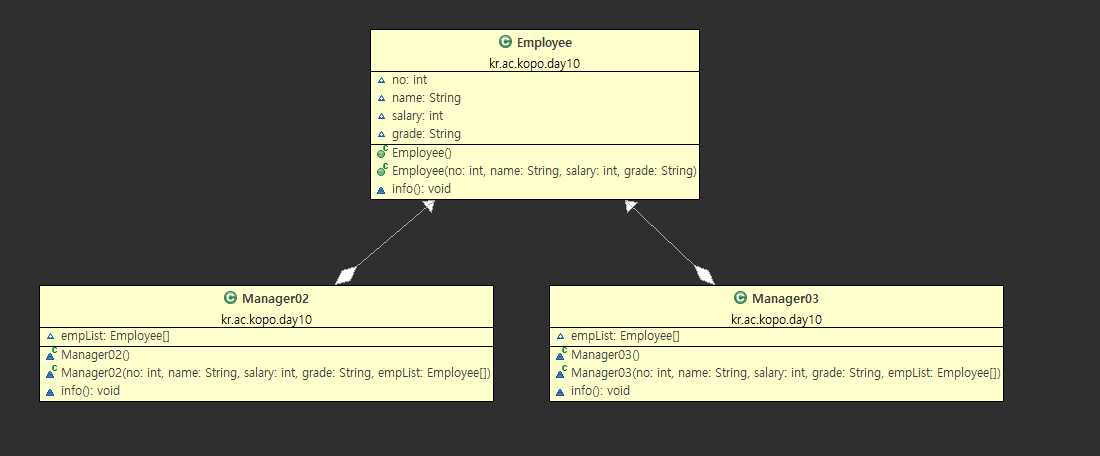 Employee
kr.ac.kopo.day10
no: int
name: String
salary: int
grade: String
Employee()
Employee(no: int, name: String, salary: int, grade: String)
info(): void
Manager02
kr.ac.kopo.day10
empList: Employee[]
Manager02()
Manager02(no: int, name: String, salary: int, grade: String, empList: Employee[])
info(): void
Manager03
kr.ac.kopo.day10
empList: Employee[]
Manager03()
Manager03(no: int, name: String, salary: int, grade: String, empList: Employee[])
info(): void